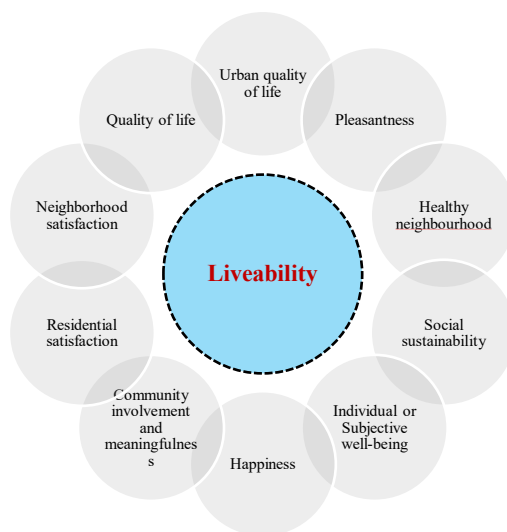 Urban quality
of life
Pleasantness
Healthy
neighbourhood
Social
sustainability
Individual or
Subjective
well-being
Happiness
Community
involvement
and
meaningfulnes
s
Residential
satisfaction
Neighborhood
satisfaction
Quality of life
Liveability